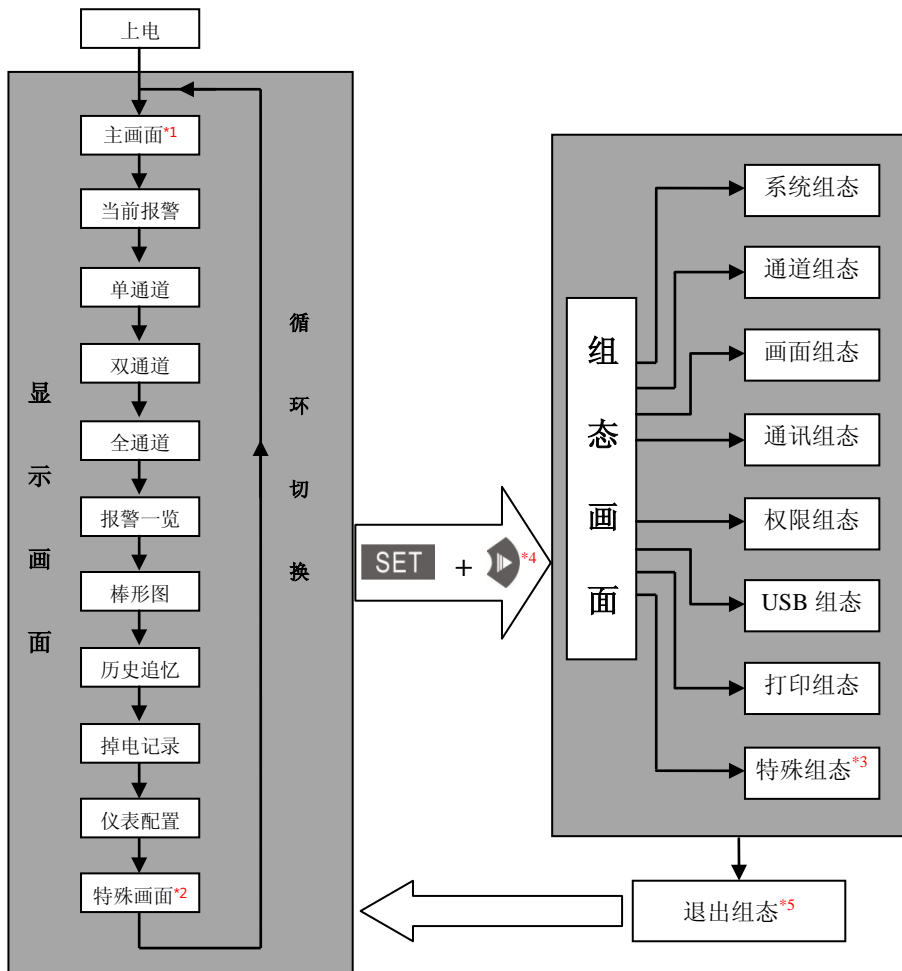 上电
主画面*1
当前报警
单通道
双通道
全通道
报警一览
棒形图
历史追忆
掉电记录
仪表配置
特殊画面*2
显示画面
循环切换
SET + *4
组态画面
系统组态
通道组态
画面组态
通讯组态
权限组态
USB 组态
打印组态
特殊组态*3
退出组态*5